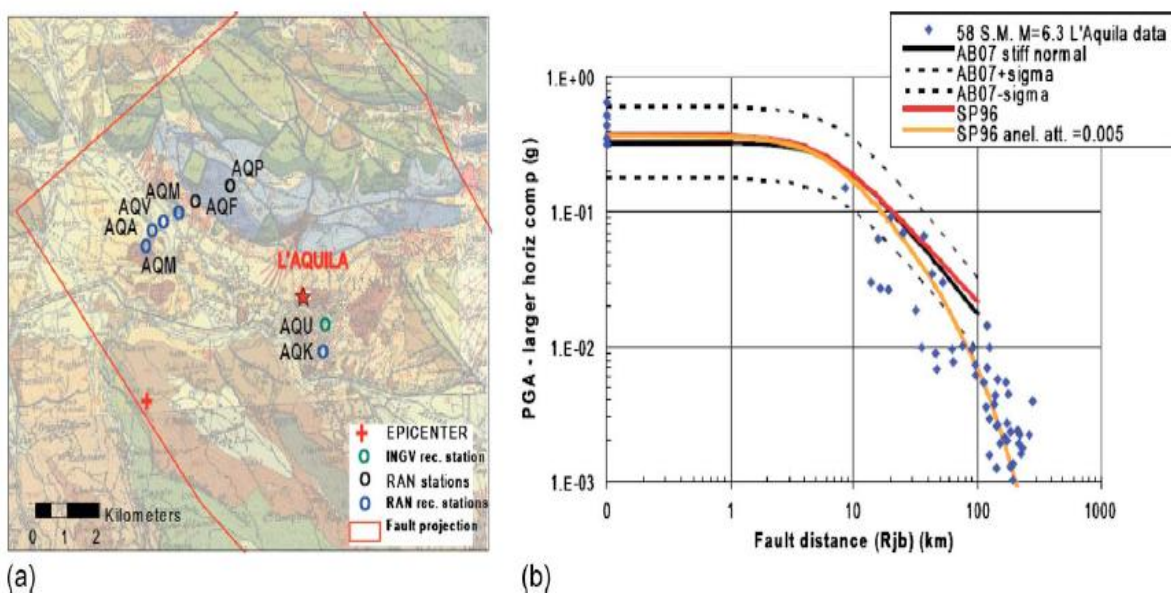 AQP
AQM
AQF
AQV
AQA
AQM
L'AQUILA
AQU
AQK
EPICENTER
INGV rec. station
RAN stations
RAN rec. stations
Fault projection
Kilometers
0 1 2
(a)
58 S.M. M=6.3 L'Aquila data
AB07 stiff normal
AB07+sigma
AB07-sigma
SP96
SP96 anel. att. =0.005
PGA - larger horiz comp (g)
1.E+00
1.E-01
1.E-02
1.E-03
0 1 10 100 1000
Fault distance (Rjb) (km)
(b)